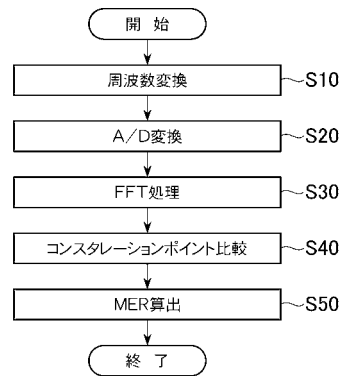 開 始
周波数変換 S10
A/D変換 S20
FFT処理 S30
コンスタレーションポイント比較 S40
MER算出 S50
終 了